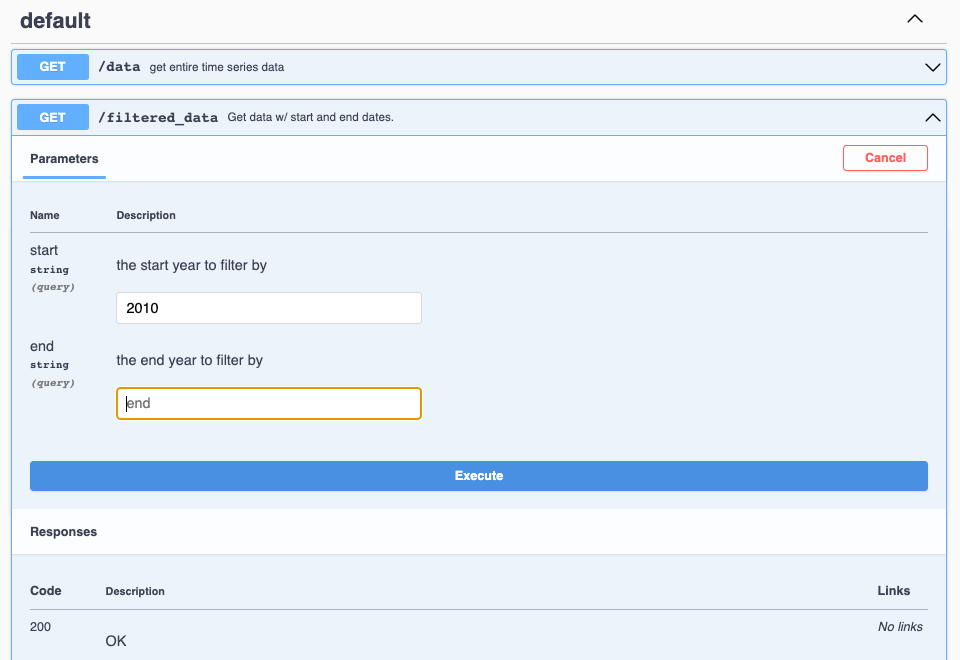 default
GET /data get entire time series data
GET /filtered_data Get data w/ start and end dates.
Parameters Cancel
Name Description
start
string
(query)
the start year to filter by
2010
end
string
(query)
the end year to filter by
end
Execute
Responses
Code Description Links
200 OK No links